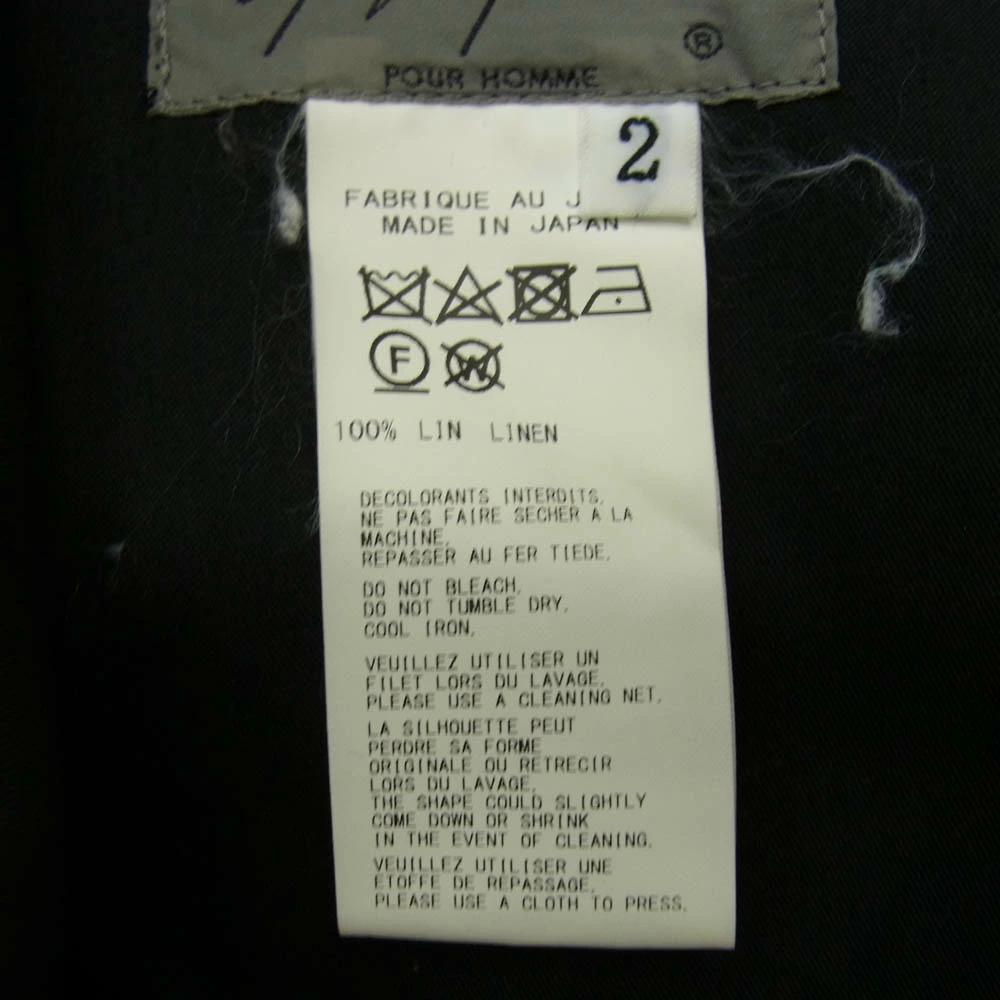 ®
POUR HOMME
2
FABRIQUE AU J
MADE IN JAPAN
F
W
100% LIN LINEN
DECOLORANTS INTERDITS.
NE PAS FAIRE SECHER A LA
MACHINE.
REPASSER AU FER TIEDE.
DO NOT BLEACH.
DO NOT TUMBLE DRY.
COOL IRON.
VEUILLEZ UTILISER UN
FILET LORS DU LAVAGE.
PLEASE USE A CLEANING NET.
LA SILHOUETTE PEUT
PERDRE SA FORME
ORIGINALE OU RETRECIR
LORS DU LAVAGE.
THE SHAPE COULD SLIGHTLY
COME DOWN OR SHRINK
IN THE EVENT OF CLEANING.
VEUILLEZ UTILISER UNE
ETOFFE DE REPASSAGE.
PLEASE USE A CLOTH TO PRESS.